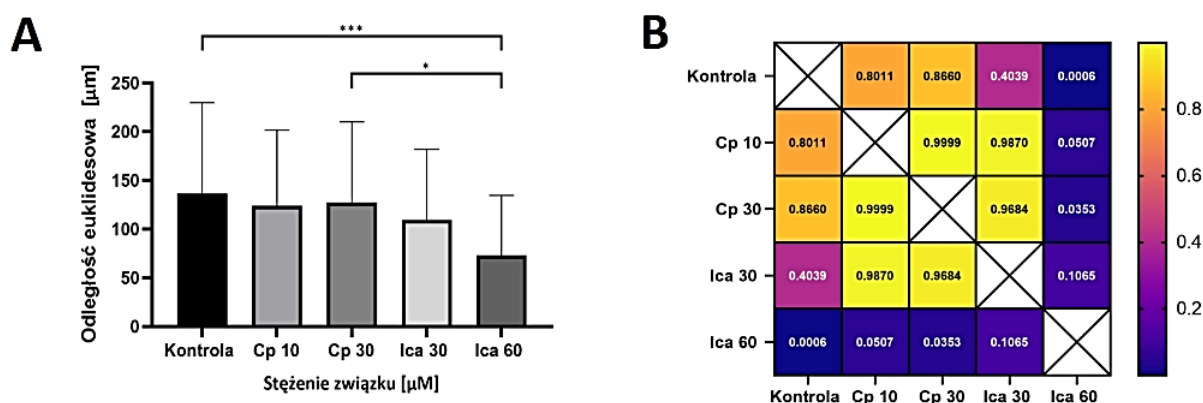 A
***
*
Odległość euklidesowa [µm]
250
200
150
100
50
0
Kontrola Cp 10 Cp 30 Ica 30 Ica 60
Stężenie związku [µM]
B
Kontrola 0.8011 0.8660 0.4039 0.0006
Cp 10 0.8011 0.9999 0.9870 0.0507
Cp 30 0.8660 0.9999 0.9684 0.0353
Ica 30 0.4039 0.9870 0.9684 0.1065
Ica 60 0.0006 0.0507 0.0353 0.1065
Kontrola Cp 10 Cp 30 Ica 30 Ica 60
0.8
0.6
0.4
0.2